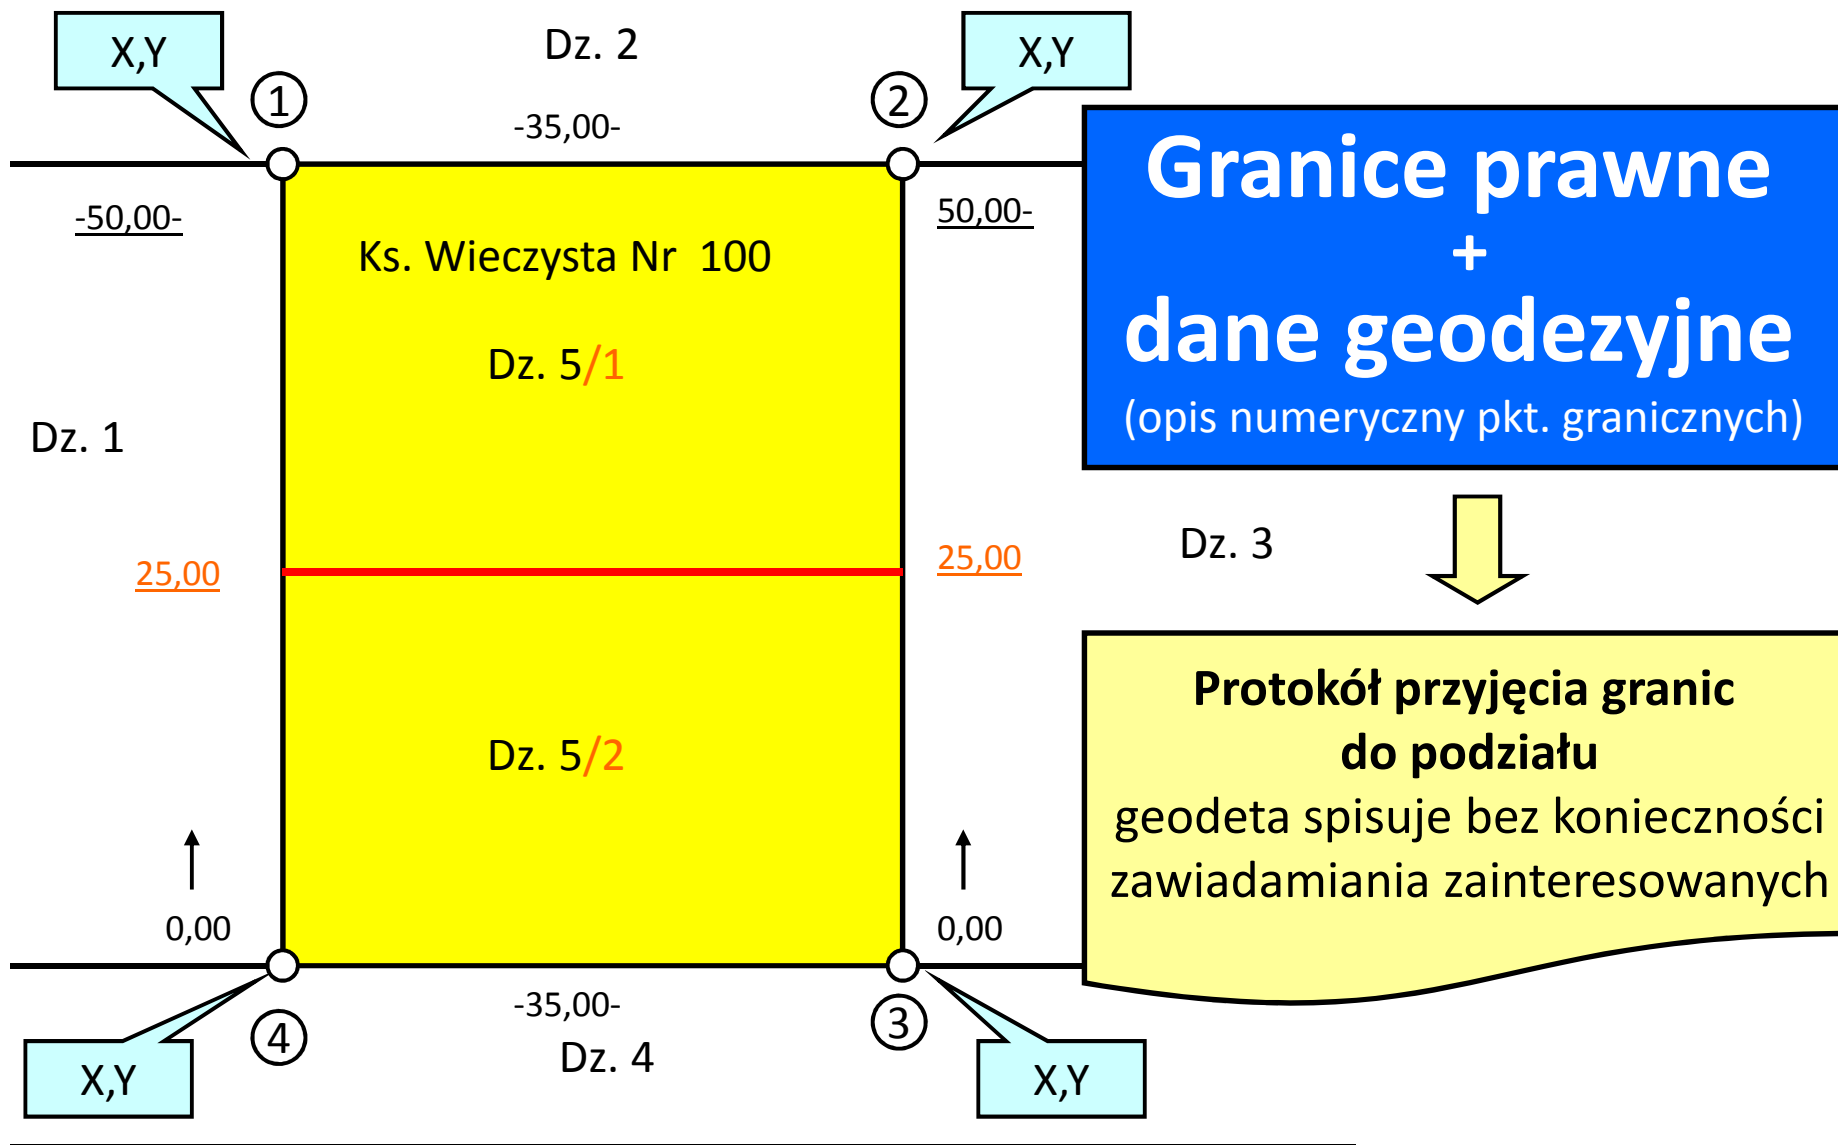 X,Y
Dz. 2
X,Y
1
2
-35,00-
-50,00-
50,00-
Ks. Wieczysta Nr 100
Dz. 5/1
Dz. 1
25,00
25,00
Dz. 3
Dz. 5/2
0,00
0,00
-35,00-
4
3
Dz. 4
X,Y
X,Y
Granice prawne
+
dane geodezyjne
(opis numeryczny pkt. granicznych)
Protokół przyjęcia granic
do podziału
geodeta spisuje bez konieczności
zawiadamiania zainteresowanych